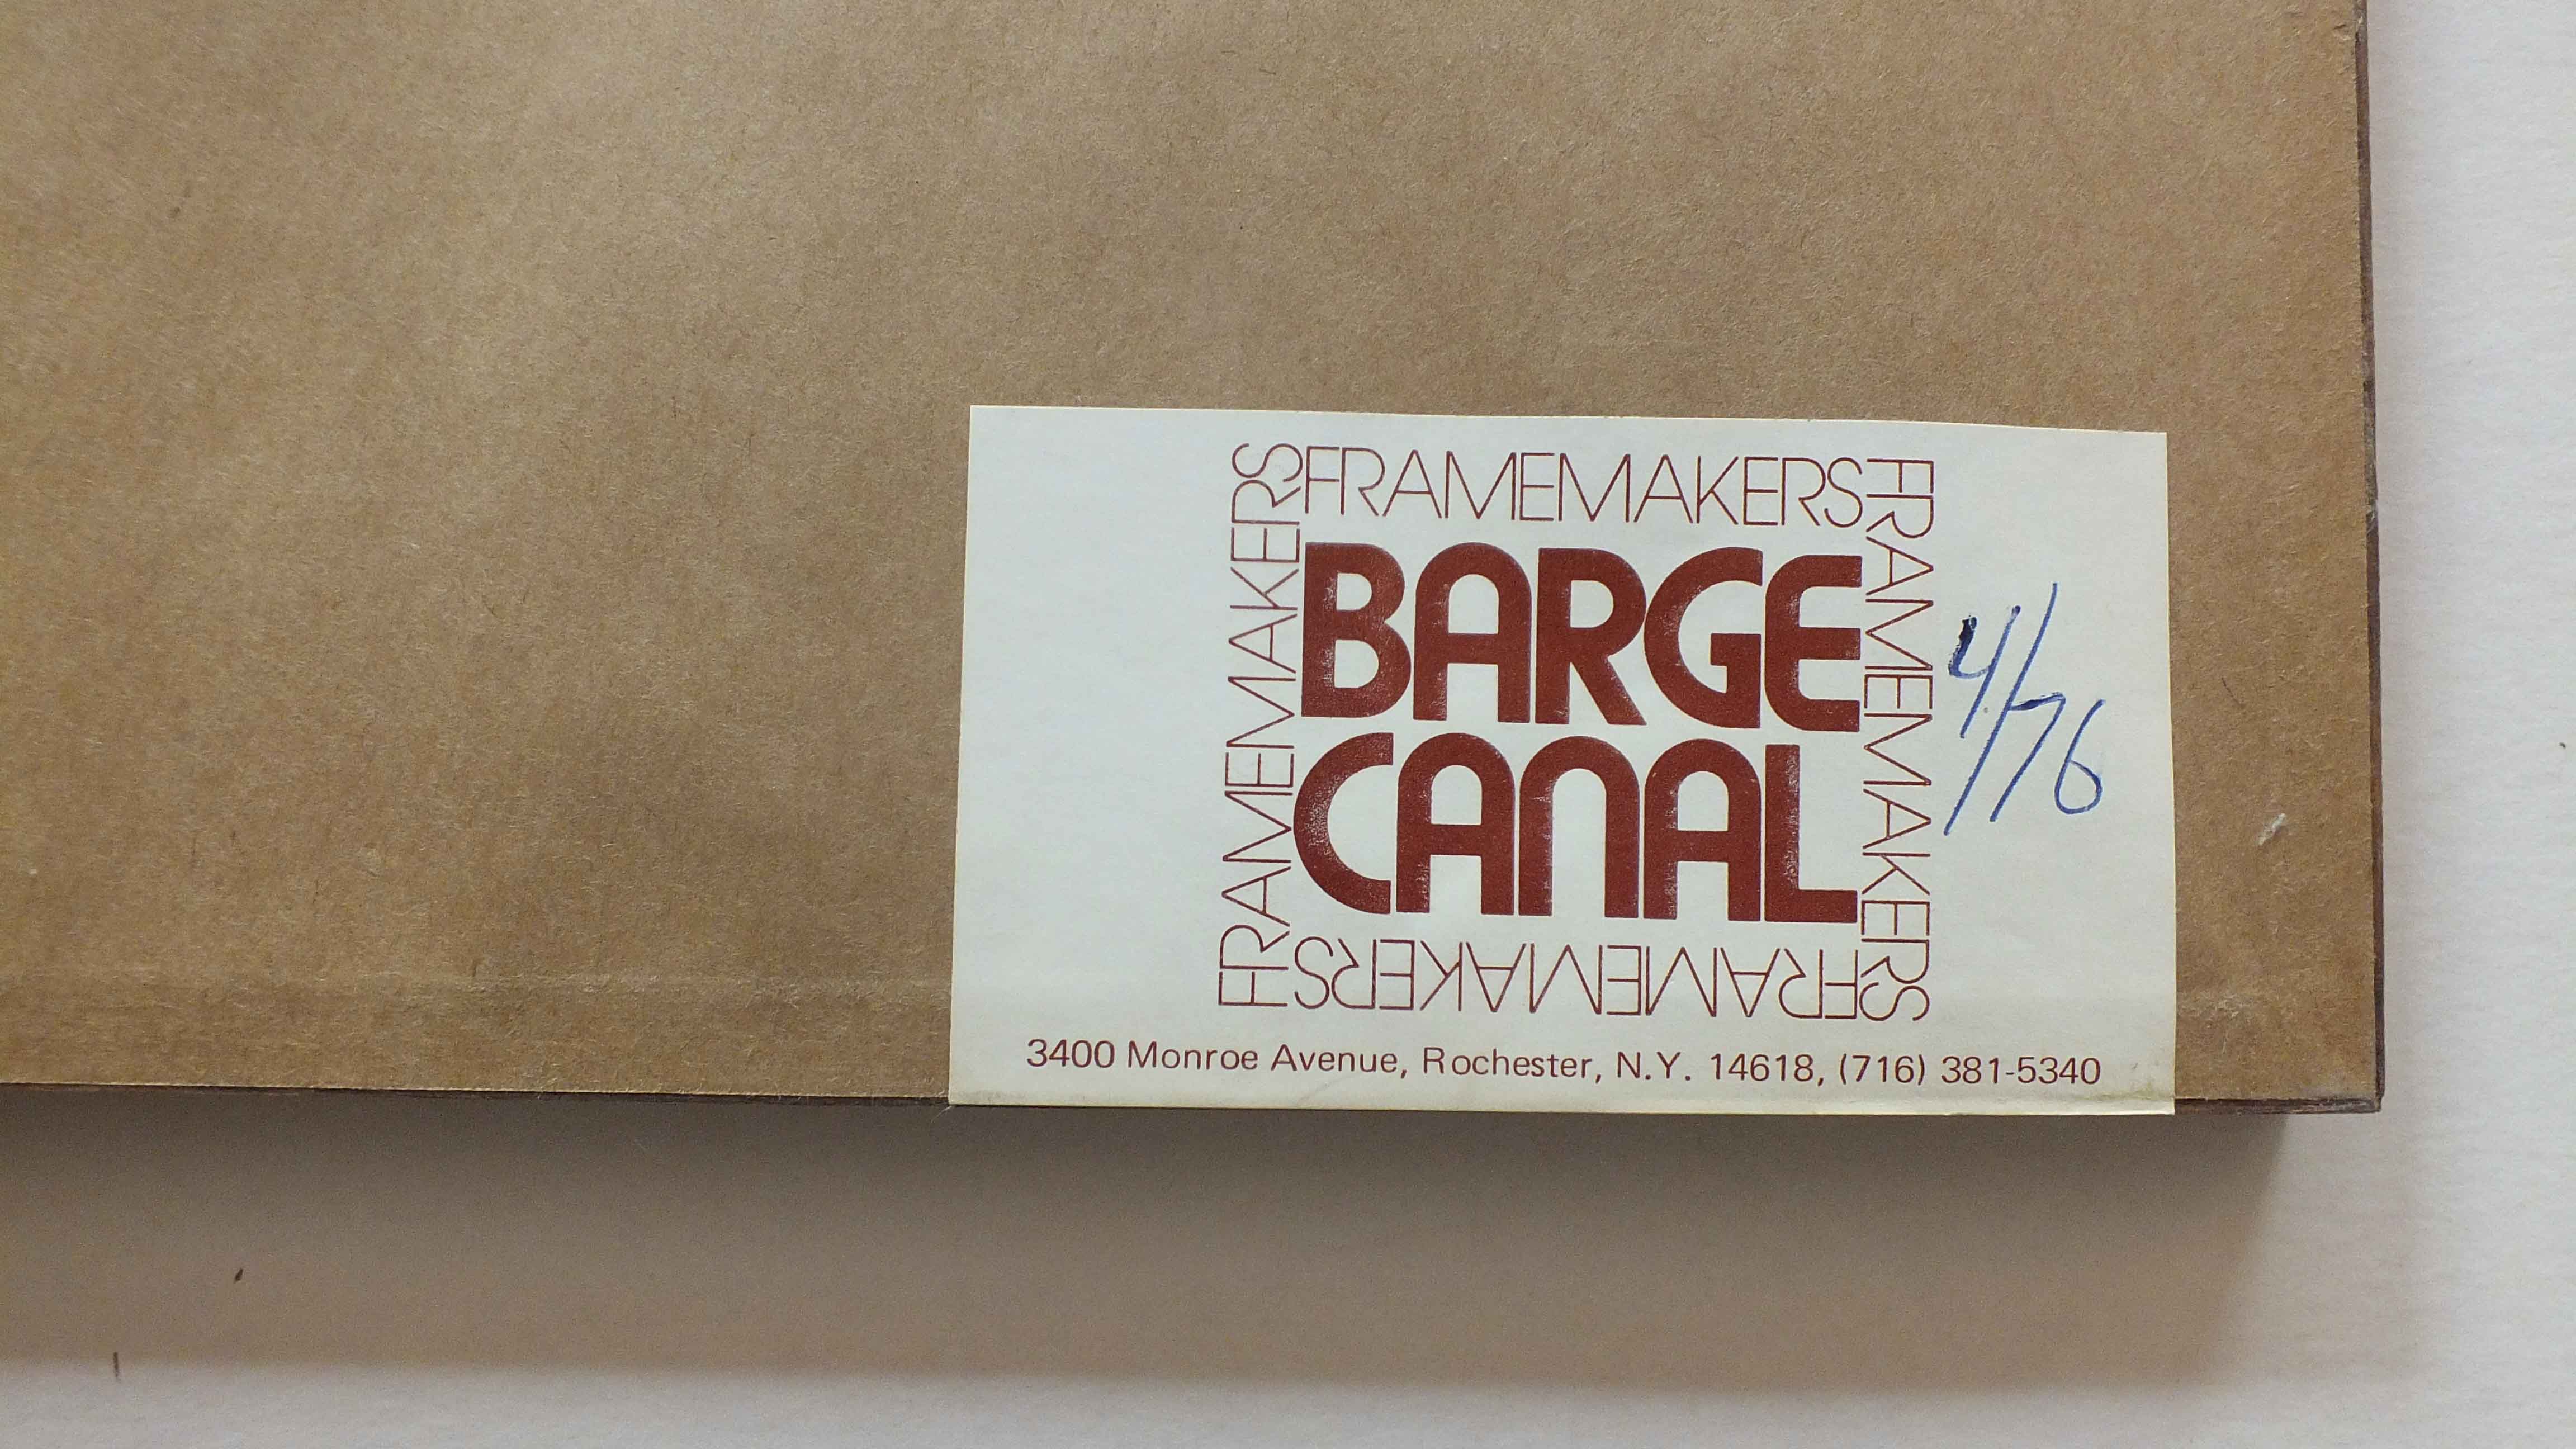 FRAMEMAKERS
FRAMEMAKERS
BARGE
CANAL
FRAMEMAKERS
FRAMEMAKERS
4/76
3400 Monroe Avenue, Rochester, N.Y. 14618, (716) 381-5340